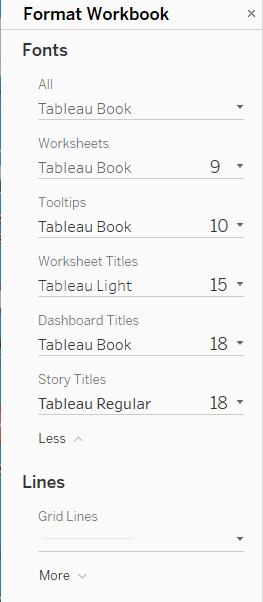 Format Workbook ×
Fonts
All
Tableau Book
Worksheets
Tableau Book 9
Tooltips
Tableau Book 10
Worksheet Titles
Tableau Light 15
Dashboard Titles
Tableau Book 18
Story Titles
Tableau Regular 18
Less
Lines
Grid Lines
More